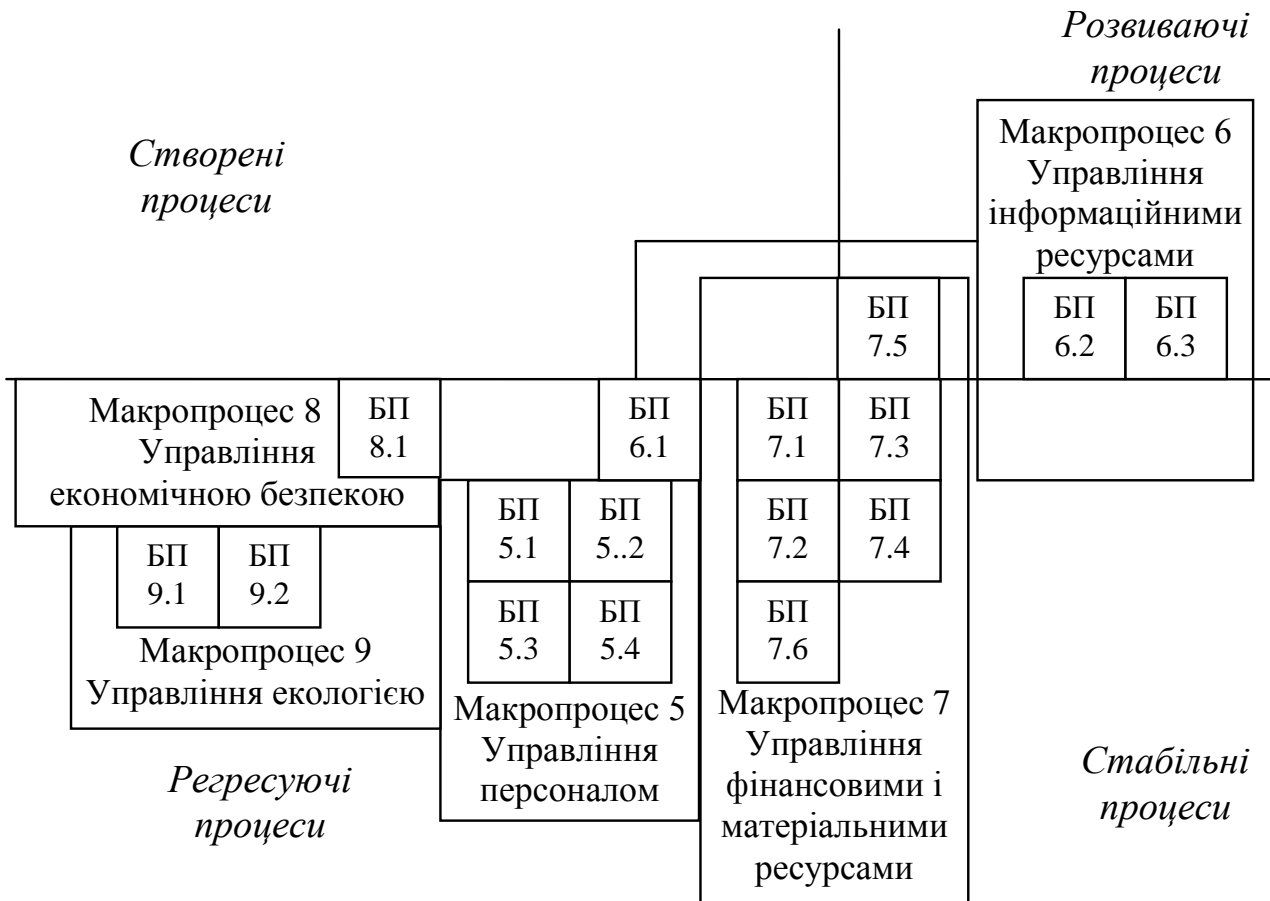 Розвиваючі
процеси
Створені
процеси
Макропроцес 6
Управління
інформаційними
ресурсами
БП
6.2
БП
6.3
БП
7.5
Макропроцес 8
Управління
економічною безпекою
БП
8.1
БП
6.1
БП
7.1
БП
7.3
БП
5.1
БП
5..2
БП
7.2
БП
7.4
БП
9.1
БП
9.2
БП
5.3
БП
5.4
БП
7.6
Макропроцес 9
Управління екологією
Макропроцес 5
Управління
персоналом
Макропроцес 7
Управління
фінансовими і
матеріальними
ресурсами
Регресуючі
процеси
Стабільні
процеси